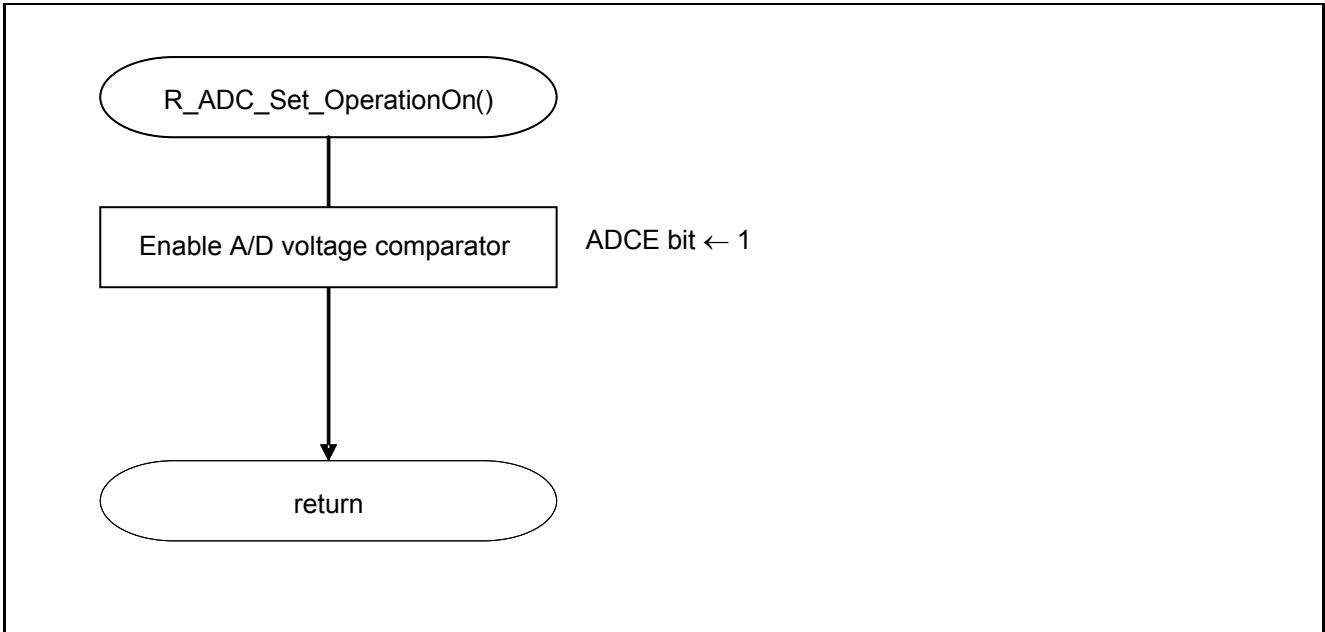 R_ADC_Set_OperationOn()
Enable A/D voltage comparator
ADCE bit ← 1
return